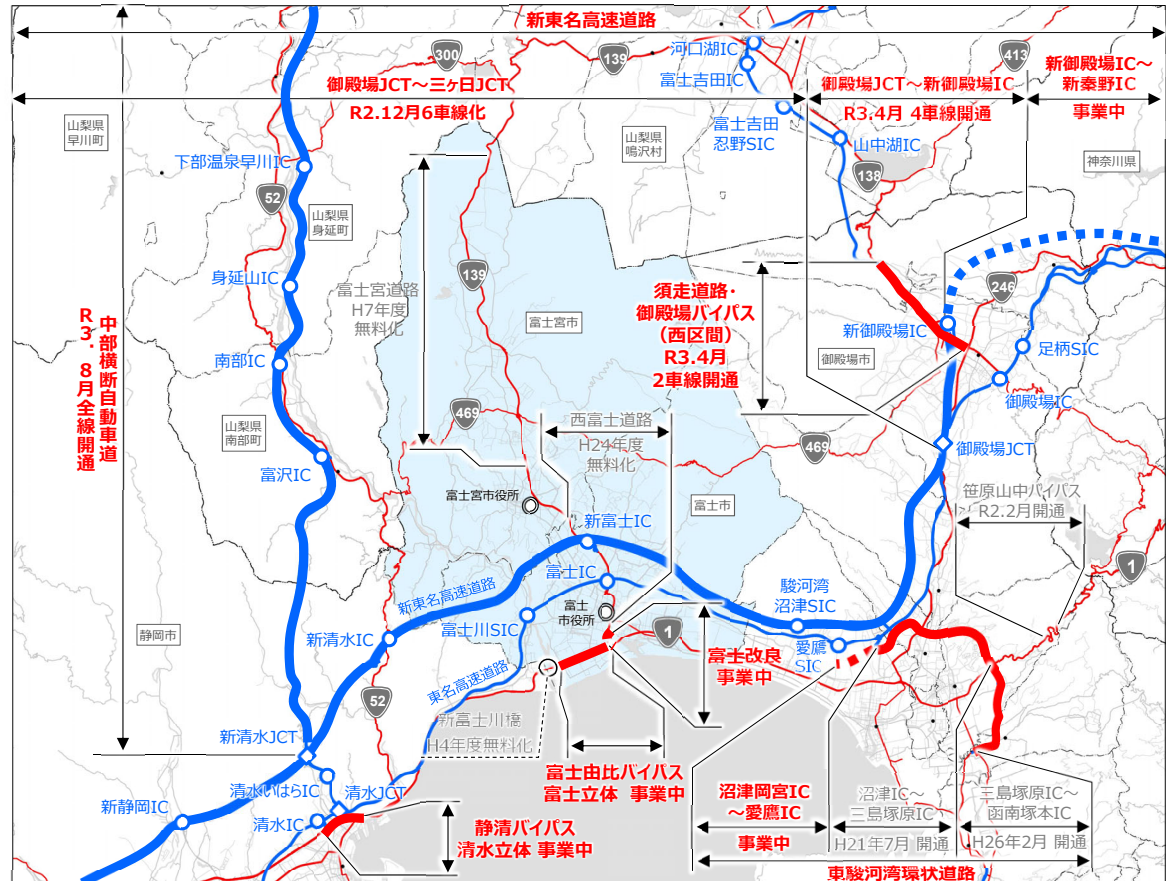 新東名高速道路
300
139
河口湖IC
413
富士吉田IC
御殿場JCT～三ヶ日JCT
R2.12月6車線化
御殿場JCT～新御殿場IC
R3.4月 4車線開通
新御殿場IC～
新秦野IC
事業中
山梨県
早川町
富士吉田
忍野SIC
山梨県
鳴沢村
山中湖IC
138
神奈川県
下部温泉早川IC
52
山梨県
身延町
身延山IC
139
富士宮道路
H7年度
無料化
富士宮市
須走道路・
御殿場バイパス
（西区間）
R3.4月
2車線開通
246
新御殿場IC
足柄SIC
御殿場市
御殿場IC
中部横断自動車道
R3．8月全線開通
南部IC
山梨県
南部町
469
西富士道路
H24年度
無料化
469
御殿場JCT
富沢IC
富士宮市役所
富士市
笹原山中バイパス
R2.2月開通
新富士IC
1
富士IC
新東名高速道路
駿河湾
沼津SIC
富士
市役所
富士川SIC
新清水IC
静岡市
1
愛鷹
SIC
富士改良
事業中
東名高速道路
52
新富士川橋
H4年度無料化
新清水JCT
富士由比バイパス
富士立体 事業中
清水いはらIC
清水JCT
新静岡IC
清水IC
静清バイパス
清水立体 事業中
沼津岡宮IC
～愛鷹IC
事業中
沼津IC～
三島塚原IC
H21年7月 開通
三島塚原IC～
函南塚本IC
H26年2月 開通
東駿河湾環状道路